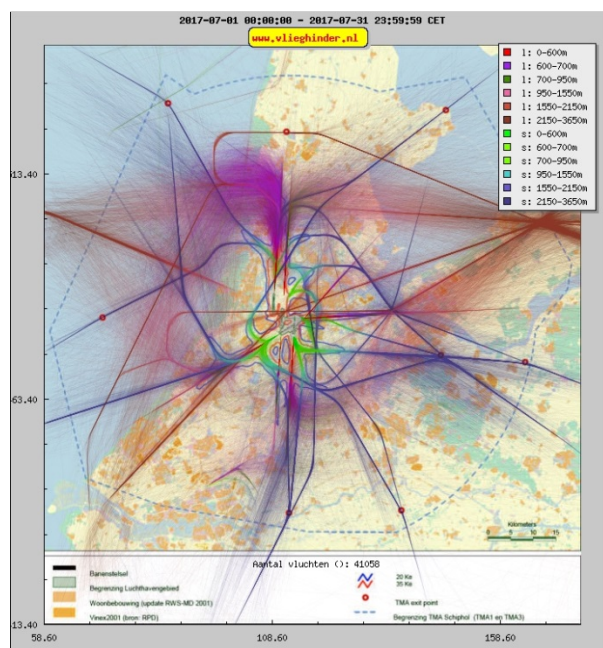 2017-07-01 00:00:00 - 2017-07-31 23:59:59 CET
www.vlieghinder.nl
l: 0-600m
l: 600-700m
l: 700-950m
l: 950-1550m
l: 1550-2150m
l: 2150-3650m
s: 0-600m
s: 600-700m
s: 700-950m
s: 950-1550m
s: 1550-2150m
s: 2150-3650m
13.40
63.40
Kilometers
0 5 10 15
Aantal vluchten (): 41058
Banenstelsel
Begrenzing Luchthavengebied
Woonbebouwing (update RWS-MD 2001)
Vinex2001 (bron: RPD)
20 Ke
35 Ke
TMA exit point
Begrenzing TMA Schiphol (TMA1 en TMA3)
13.40
58.60
108.60
158.60